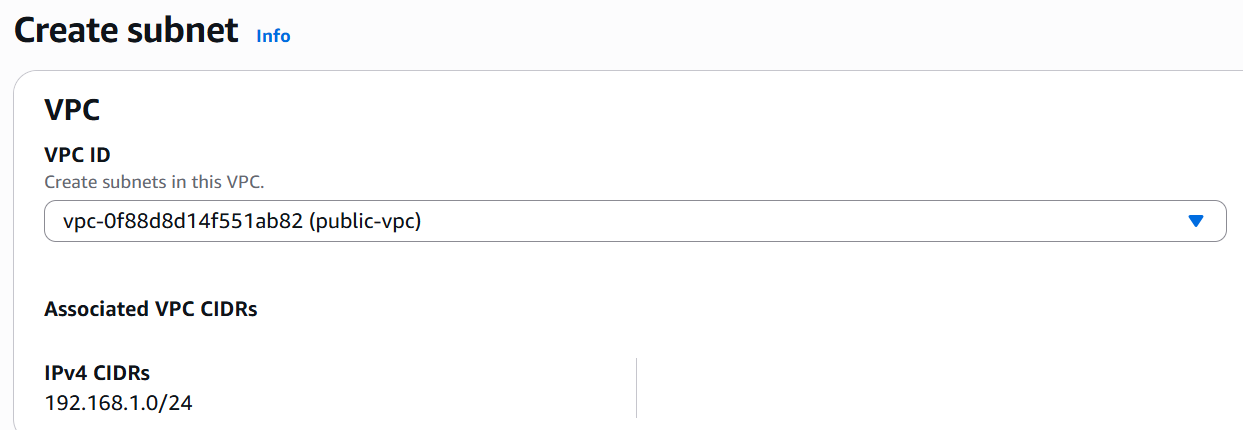 Create subnet Info
VPC
VPC ID
Create subnets in this VPC.
vpc-0f88d8d14f551ab82 (public-vpc)
Associated VPC CIDRs
IPv4 CIDRs
192.168.1.0/24